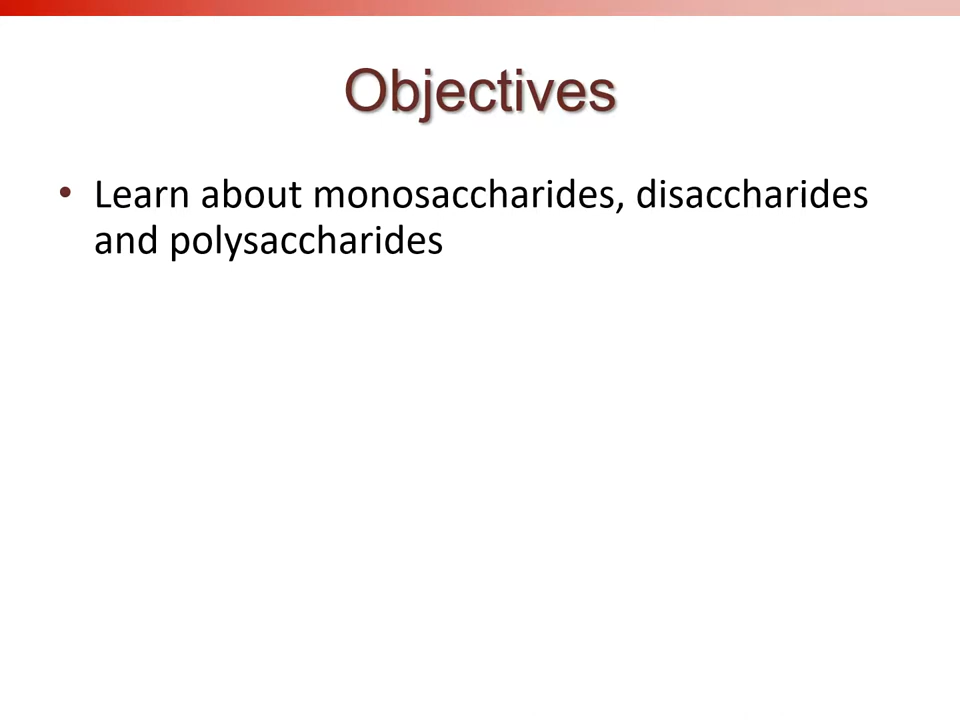 Objectives
• Learn about monosaccharides, disaccharides
and polysaccharides